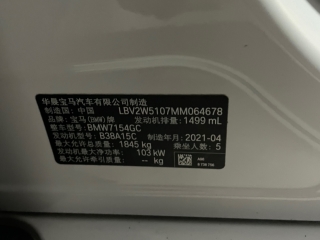 华晨宝马汽车有限公司制造
制造国：中国 LBV2W5107MM064678
品牌：宝马(BMW)牌 发动机排量：1499 mL
整车型号：BMW7154GC
发动机型号：B38A15C 制造年月：2021-04
最大允许总质量：1845 kg 乘坐人数：5
发动机最大净功率：103 kW
最大允许牵引质量：-- kg